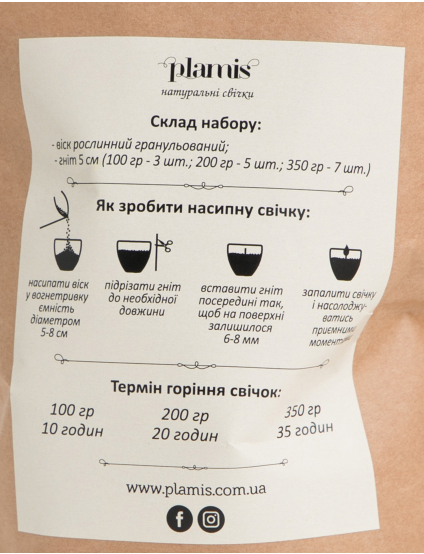 plamis
натуральні свічки
Склад набору:
- віск рослинний гранульований;
- гніт 5 см (100 гр - 3 шт.; 200 гр - 5 шт.; 350 гр - 7 шт.)
Як зробити насипну свічку:
насипати віск
у вогнетривку
ємність
діаметром
5-8 см
підрізати гніт
до необхідної
довжини
вставити гніт
посередині так,
щоб на поверхні
залишилося
6-8 мм
запалити свічку
і насолоджу-
ватись
приємними
Термін горіння свічок:
100 гр 200 гр 350 гр
10 годин 20 годин 35 годин
www.plamis.com.ua